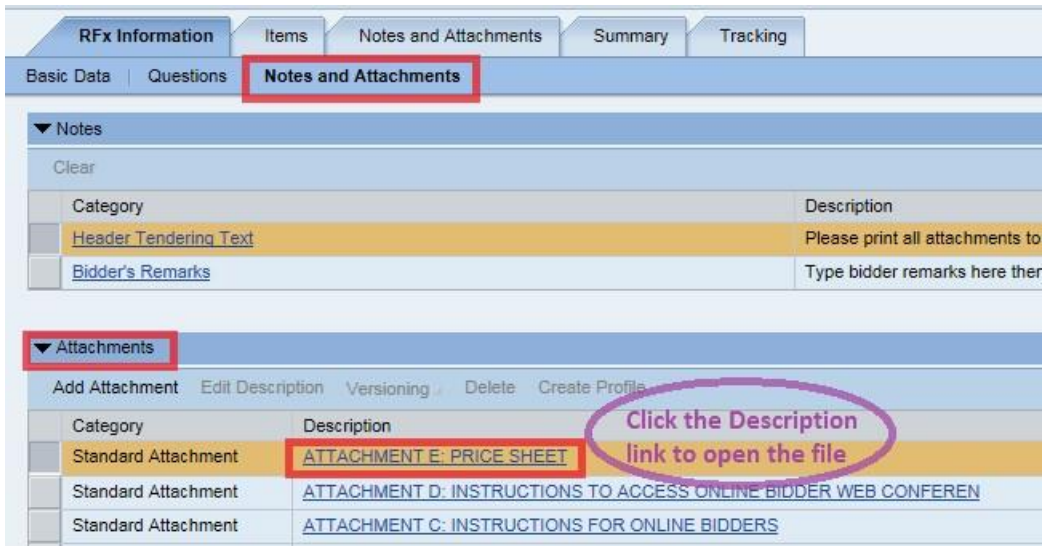 RFx Information Items Notes and Attachments Summary Tracking
Basic Data Questions Notes and Attachments
Notes
Clear
Category Description
Header Tendering Text Please print all attachments to
Bidder's Remarks Type bidder remarks here then
Attachments
Add Attachment Edit Description Versioning Delete Create Profile
Category Description
Click the Description
link to open the file
Standard Attachment ATTACHMENT E: PRICE SHEET
Standard Attachment ATTACHMENT D: INSTRUCTIONS TO ACCESS ONLINE BIDDER WEB CONFEREN
Standard Attachment ATTACHMENT C: INSTRUCTIONS FOR ONLINE BIDDERS